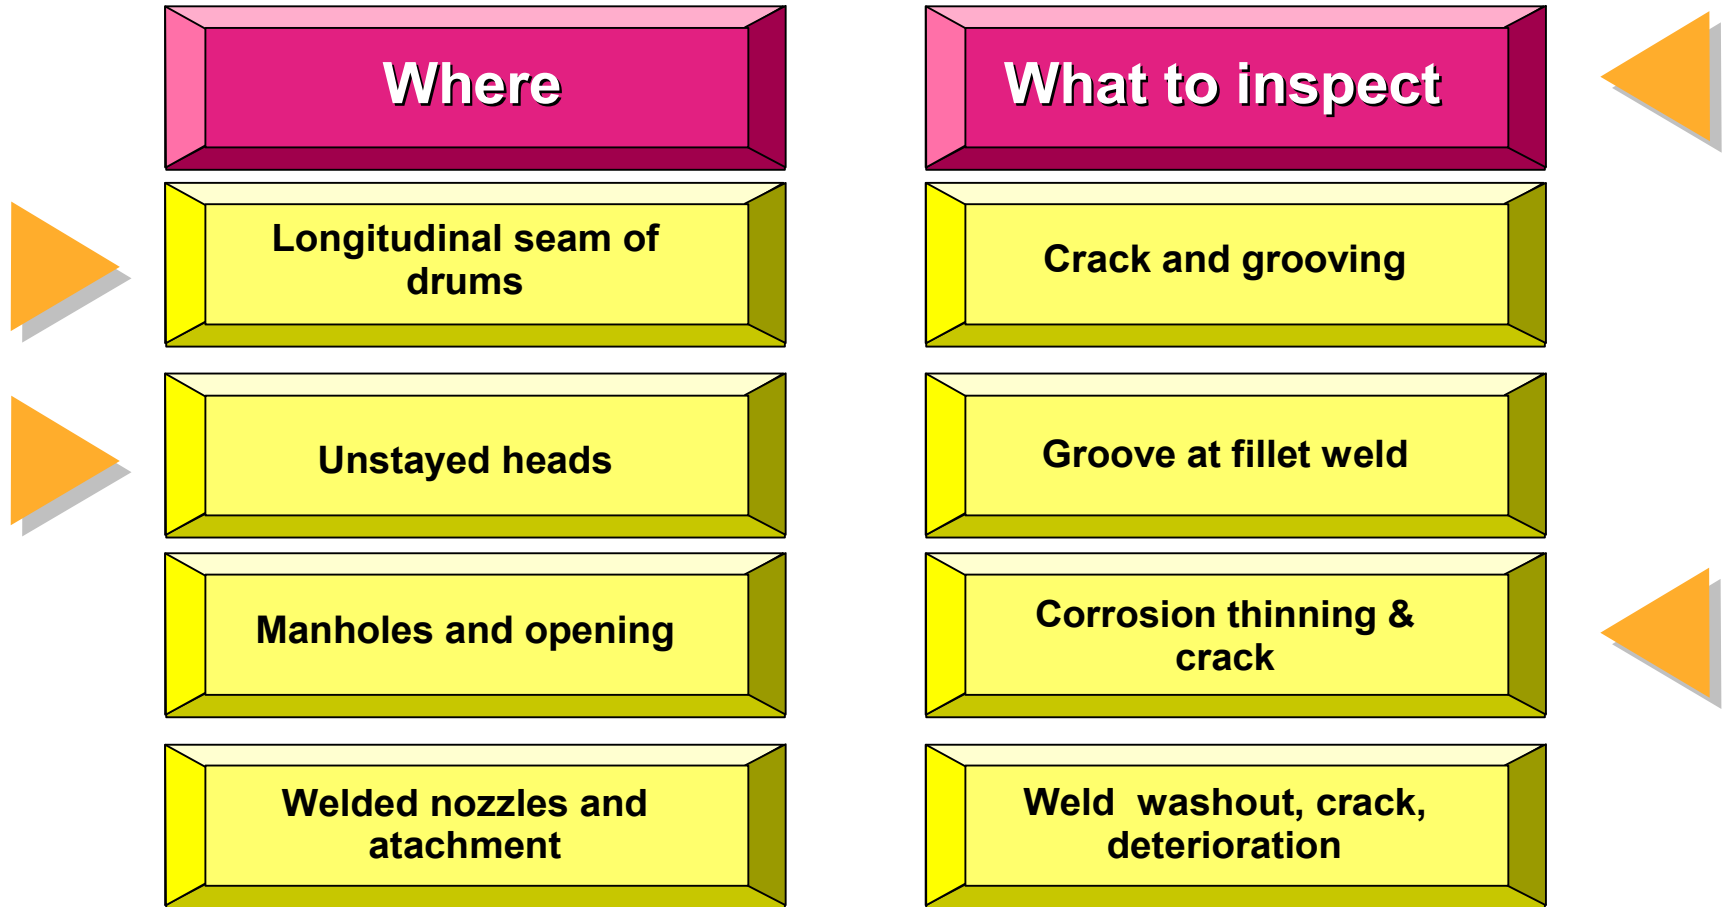 Where
What to inspect
Longitudinal seam of
drums
Crack and grooving
Unstayed heads
Groove at fillet weld
Manholes and opening
Corrosion thinning &
crack
Welded nozzles and
atachment
Weld  washout, crack,
deterioration